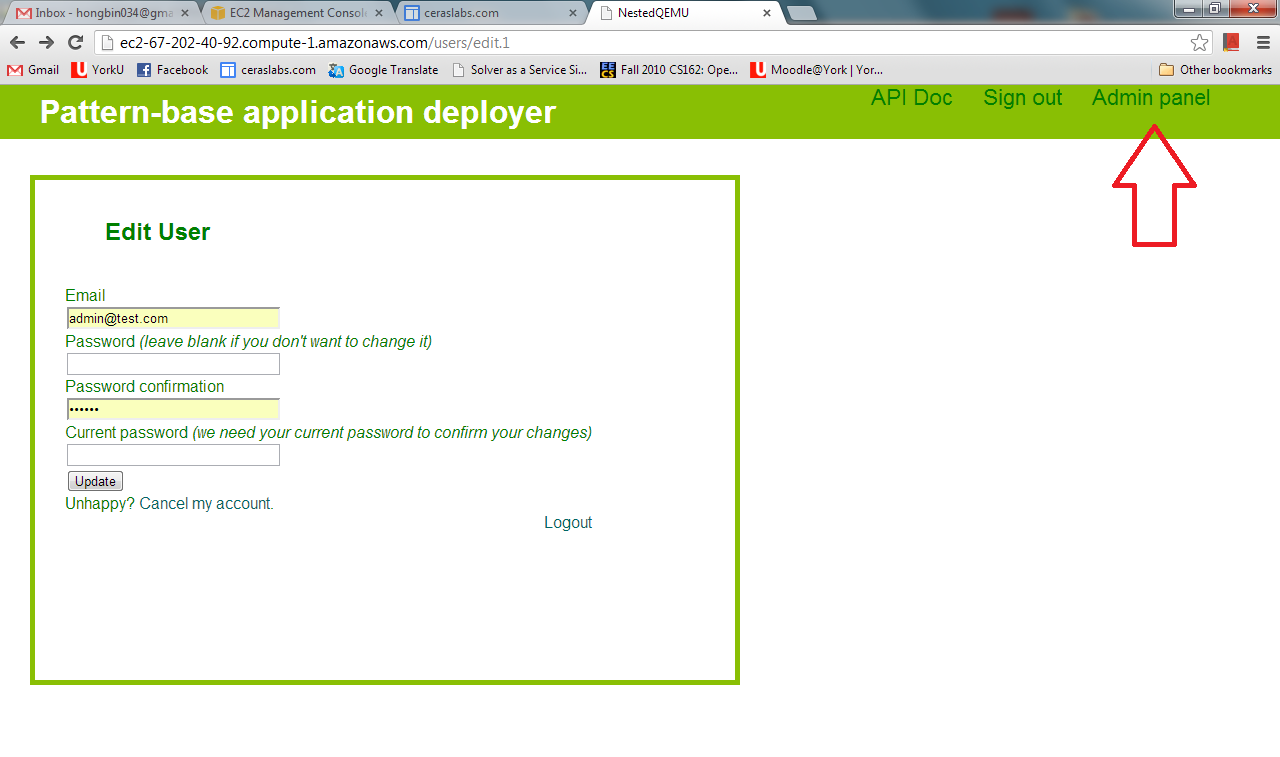 Inbox - hongbin034@gma
EC2 Management Consol
ceraslabs.com
NestedQEMU
ec2-67-202-40-92.compute-1.amazonaws.com/users/edit.1
Gmail
YorkU
Facebook
ceraslabs.com
Google Translate
Solver as a Service Si...
Fall 2010 CS162: Ope...
Moodle@York | Yor...
Other bookmarks
Pattern-base application deployer
API Doc
Sign out
Admin panel
Edit User
Email
admin@test.com
Password (leave blank if you don't want to change it)
Password confirmation
••••••
Current password (we need your current password to confirm your changes)
Update
Unhappy? Cancel my account.
Logout